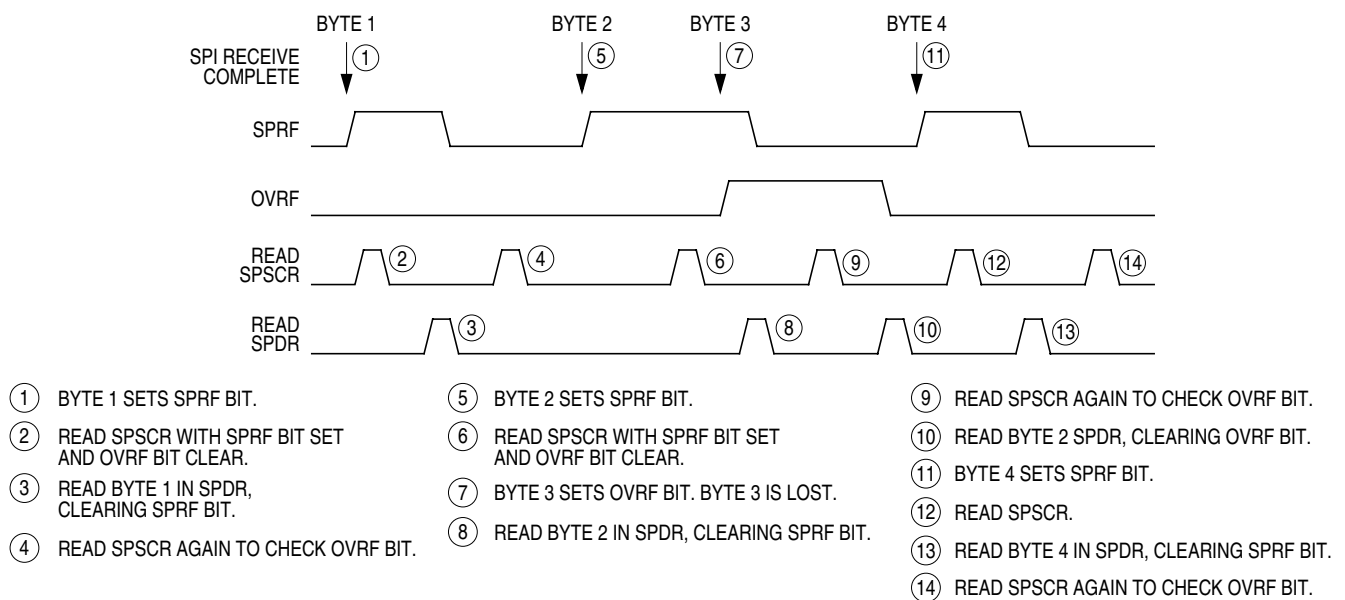 BYTE 1 BYTE 2 BYTE 3 BYTE 4
SPI RECEIVE
COMPLETE
1 5 7 11
SPRF
OVRF
READ
SPSCR
2 4 6 9 12 14
READ
SPDR
3 8 10 13
1 BYTE 1 SETS SPRF BIT.
2 READ SPSCR WITH SPRF BIT SET
AND OVRF BIT CLEAR.
3 READ BYTE 1 IN SPDR,
CLEARING SPRF BIT.
4 READ SPSCR AGAIN TO CHECK OVRF BIT.
5 BYTE 2 SETS SPRF BIT.
6 READ SPSCR WITH SPRF BIT SET
AND OVRF BIT CLEAR.
7 BYTE 3 SETS OVRF BIT. BYTE 3 IS LOST.
8 READ BYTE 2 IN SPDR, CLEARING SPRF BIT.
9 READ SPSCR AGAIN TO CHECK OVRF BIT.
10 READ BYTE 2 SPDR, CLEARING OVRF BIT.
11 BYTE 4 SETS SPRF BIT.
12 READ SPSCR.
13 READ BYTE 4 IN SPDR, CLEARING SPRF BIT.
14 READ SPSCR AGAIN TO CHECK OVRF BIT.